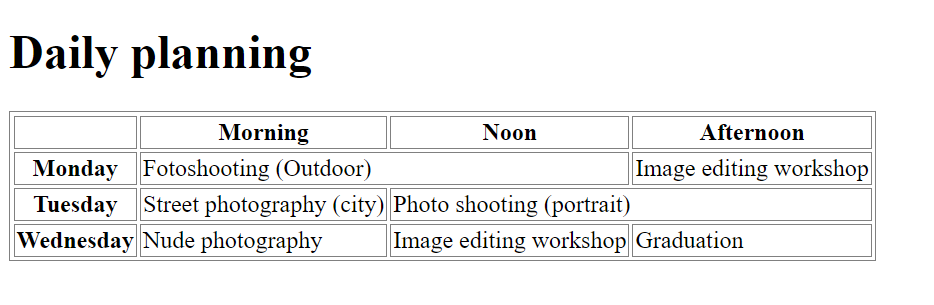 Daily planning
Morning Noon Afternoon
Monday Fotoshooting (Outdoor) Image editing workshop
Tuesday Street photography (city) Photo shooting (portrait)
Wednesday Nude photography Image editing workshop Graduation